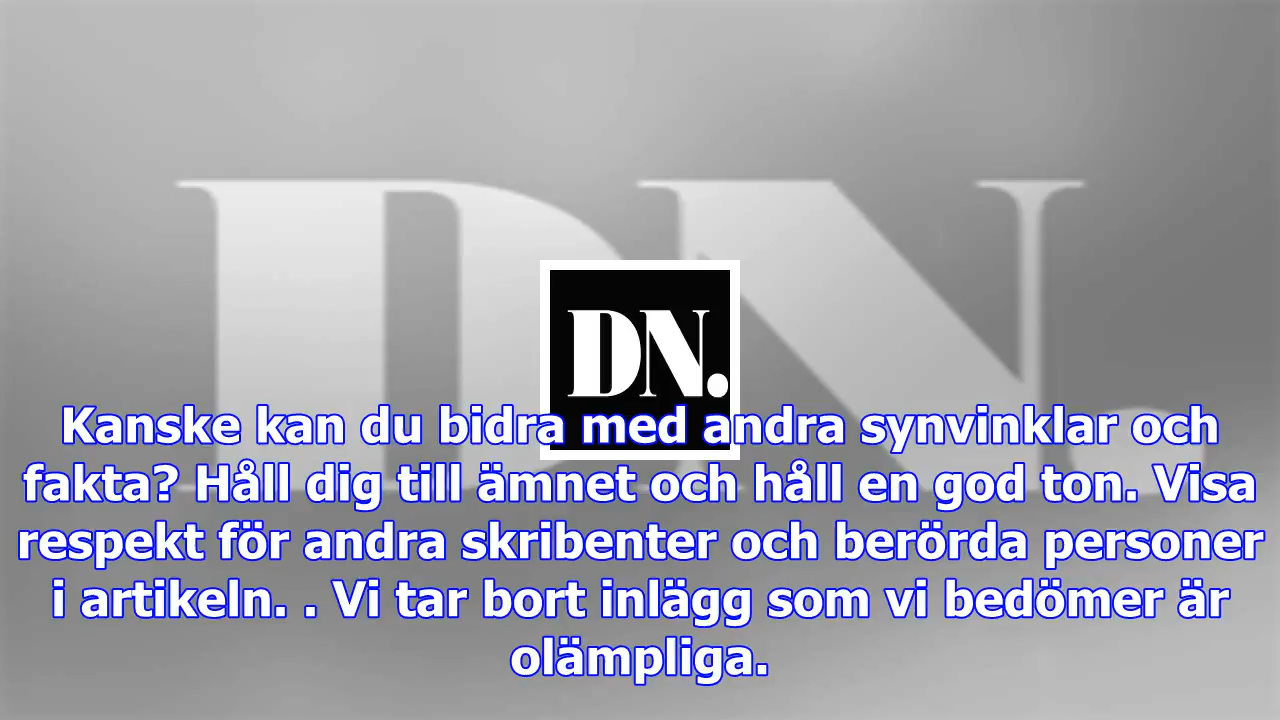 DN.
DN.
Kanske kan du bidra med andra synvinklar och
fakta? Håll dig till ämnet och håll en god ton. Visa
respekt för andra skribenter och berörda personer
i artikeln. . Vi tar bort inlägg som vi bedömer är
olämpliga.